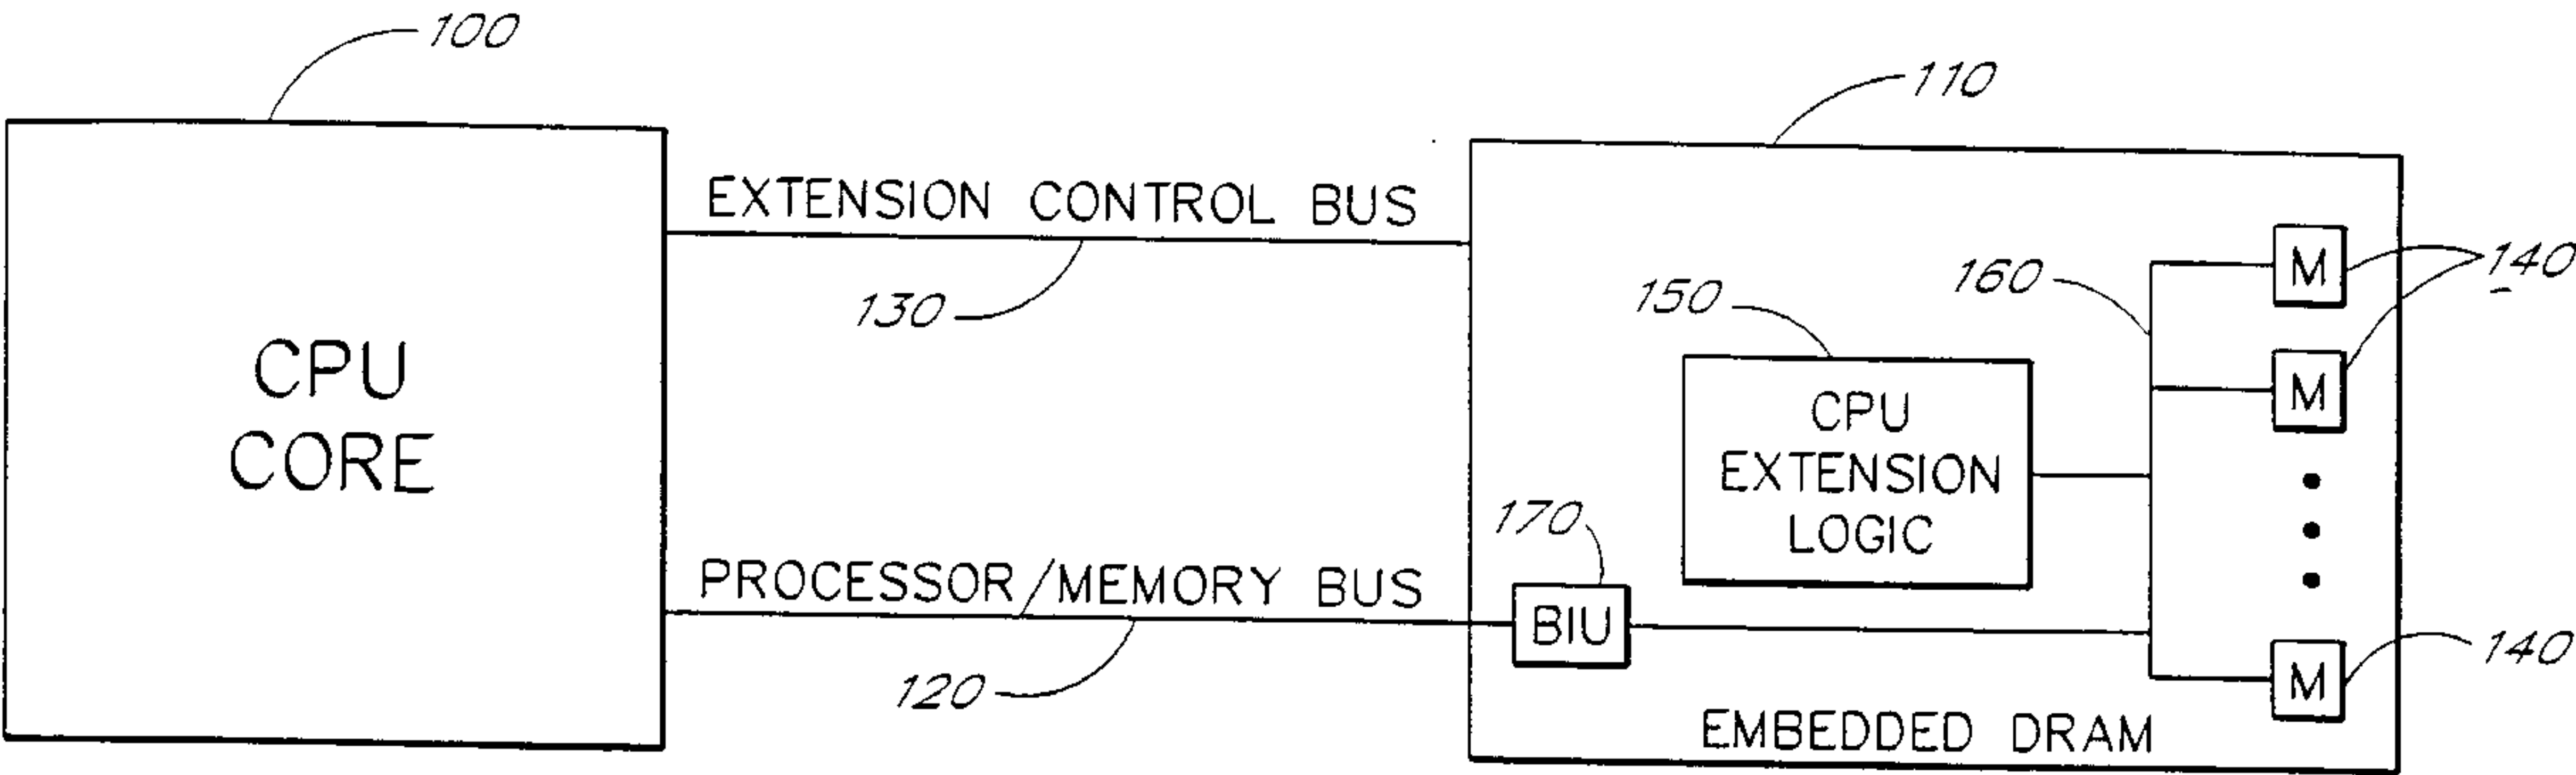 100
110
EXTENSION CONTROL BUS
130
CPU
CORE
150
160
M
140
M
CPU
EXTENSION
LOGIC
170
PROCESSOR/MEMORY BUS
120
BIU
M
140
EMBEDDED DRAM